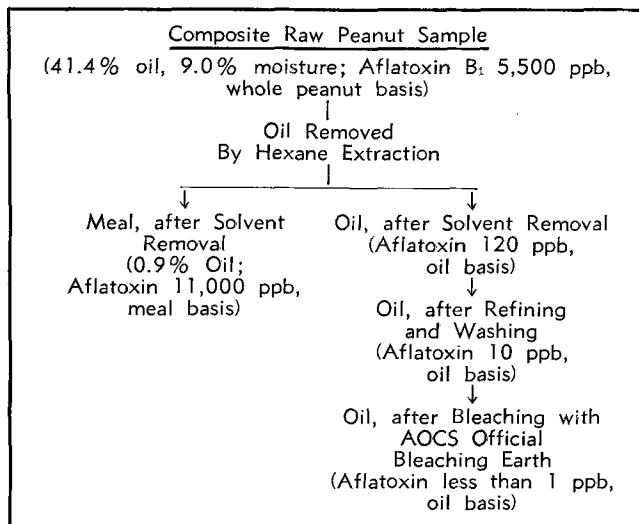 Composite Raw Peanut Sample
(41.4% oil, 9.0% moisture; Aflatoxin B₁ 5,500 ppb,
whole peanut basis)
Oil Removed
By Hexane Extraction
Meal, after Solvent
Removal
(0.9% Oil;
Aflatoxin 11,000 ppb,
meal basis)
Oil, after Solvent Removal
(Aflatoxin 120 ppb,
oil basis)
Oil, after Refining
and Washing
(Aflatoxin 10 ppb,
oil basis)
Oil, after Bleaching with
AOCS Official
Bleaching Earth
(Aflatoxin less than 1 ppb,
oil basis)